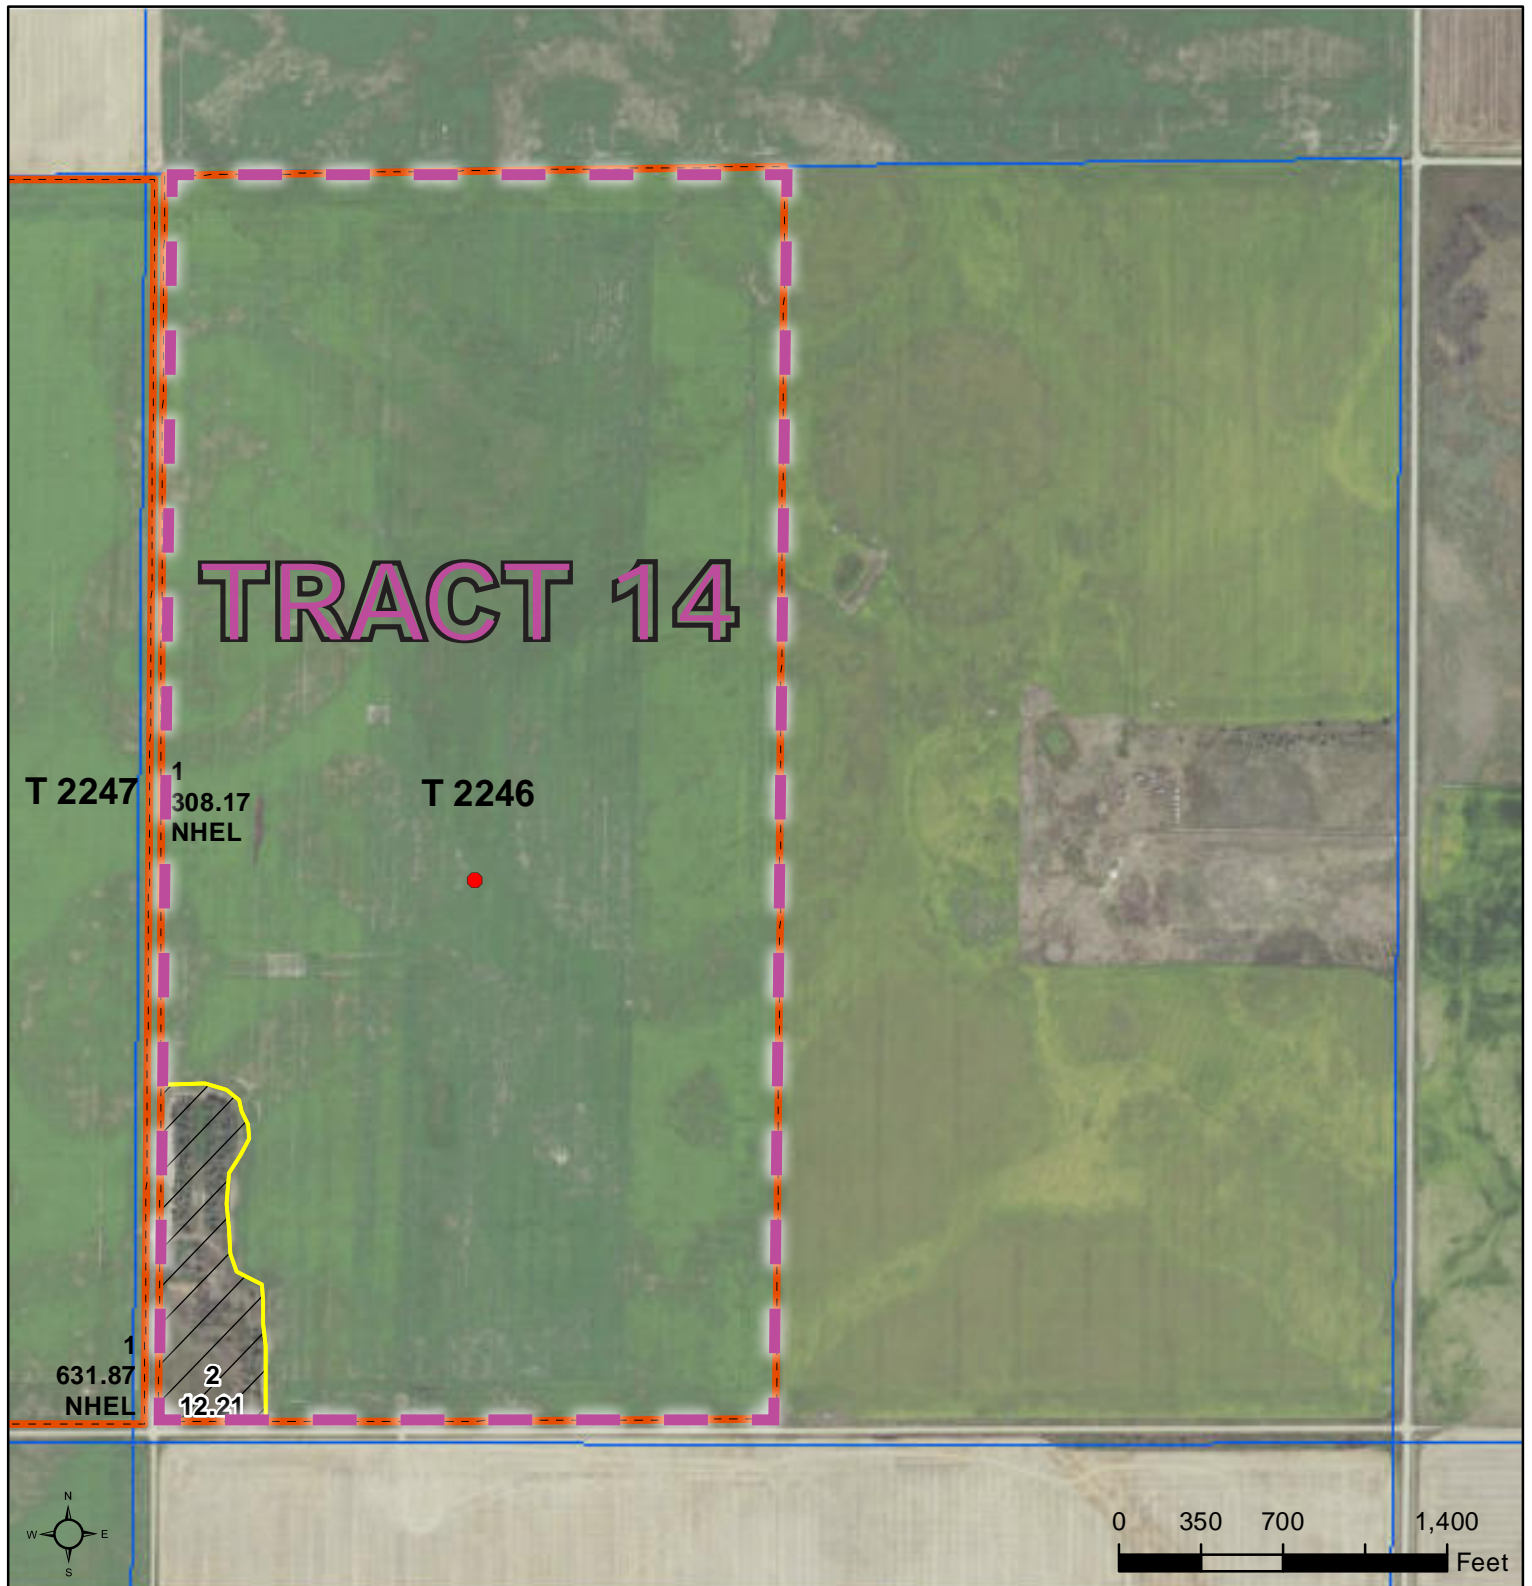 TRACT 14
T 2247
1
308.17
NHEL
T 2246
1
631.87
NHEL
2
12.21
N
W E
S
0 350 700 1,400
Feet